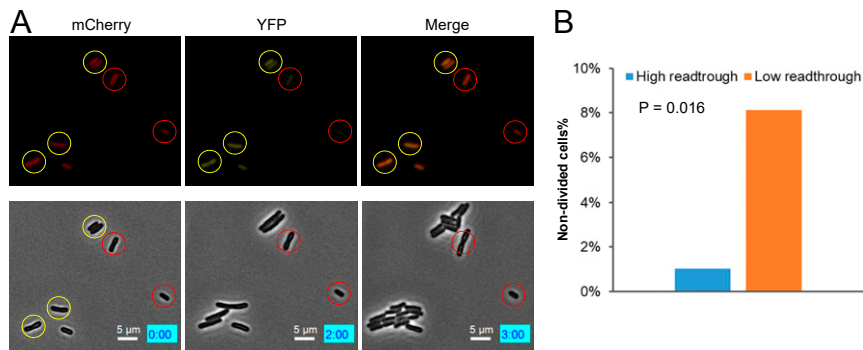 A
mCherry
YFP
Merge
5 µm
0:00
5 µm
2:00
5 µm
3:00
B
High readtrough
Low readthrough
10%
8%
6%
4%
2%
0%
P = 0.016
Non-divided cells%